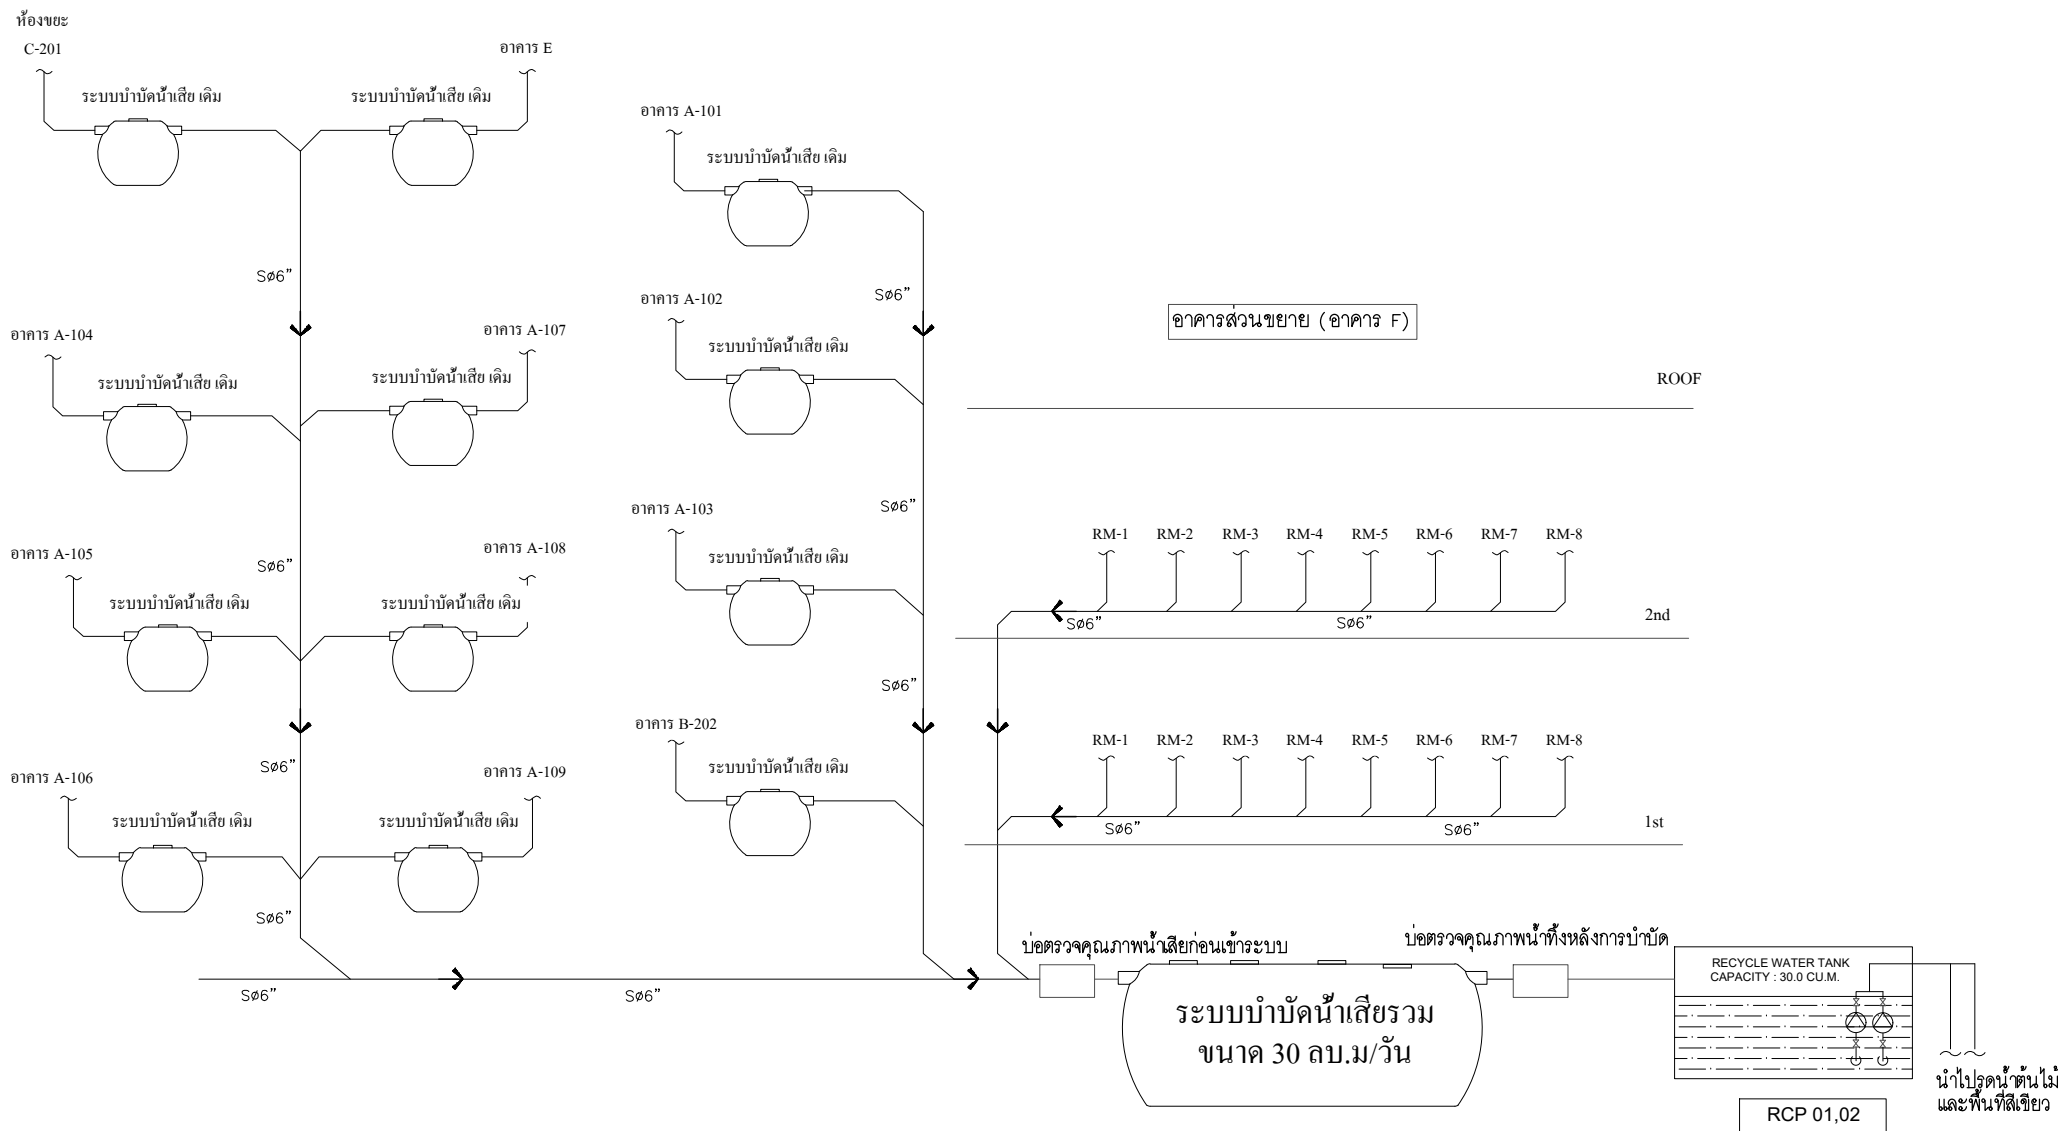 ห้องขยะ
C-201
อาคาร E
ระบบบำบัดน้ำเสีย เดิม
ระบบบำบัดน้ำเสีย เดิม
อาคาร A-101
ระบบบำบัดน้ำเสีย เดิม
Sø6”
Sø6”
อาคาร A-102
อาคารส่วนขยาย (อาคาร F)
อาคาร A-104
อาคาร A-107
ระบบบำบัดน้ำเสีย เดิม
ระบบบำบัดน้ำเสีย เดิม
ระบบบำบัดน้ำเสีย เดิม
ROOF
Sø6”
อาคาร A-103
RM-1 RM-2 RM-3 RM-4 RM-5 RM-6 RM-7 RM-8
อาคาร A-105
อาคาร A-108
Sø6”
ระบบบำบัดน้ำเสีย เดิม
ระบบบำบัดน้ำเสีย เดิม
ระบบบำบัดน้ำเสีย เดิม
Sø6”
Sø6”
2nd
Sø6”
อาคาร B-202
RM-1 RM-2 RM-3 RM-4 RM-5 RM-6 RM-7 RM-8
Sø6”
ระบบบำบัดน้ำเสีย เดิม
อาคาร A-106
อาคาร A-109
ระบบบำบัดน้ำเสีย เดิม
ระบบบำบัดน้ำเสีย เดิม
Sø6”
Sø6”
1st
Sø6”
บ่อตรวจคุณภาพน้ำเสียก่อนเข้าระบบ
บ่อตรวจคุณภาพน้ำทิ้งหลังการบำบัด
RECYCLE WATER TANK
CAPACITY : 30.0 CU.M.
Sø6”
Sø6”
ระบบบำบัดน้ำเสียรวม
ขนาด 30 ลบ.ม/วัน
นำไปรดน้ำต้นไม้
และพื้นที่สีเขียว
RCP 01,02